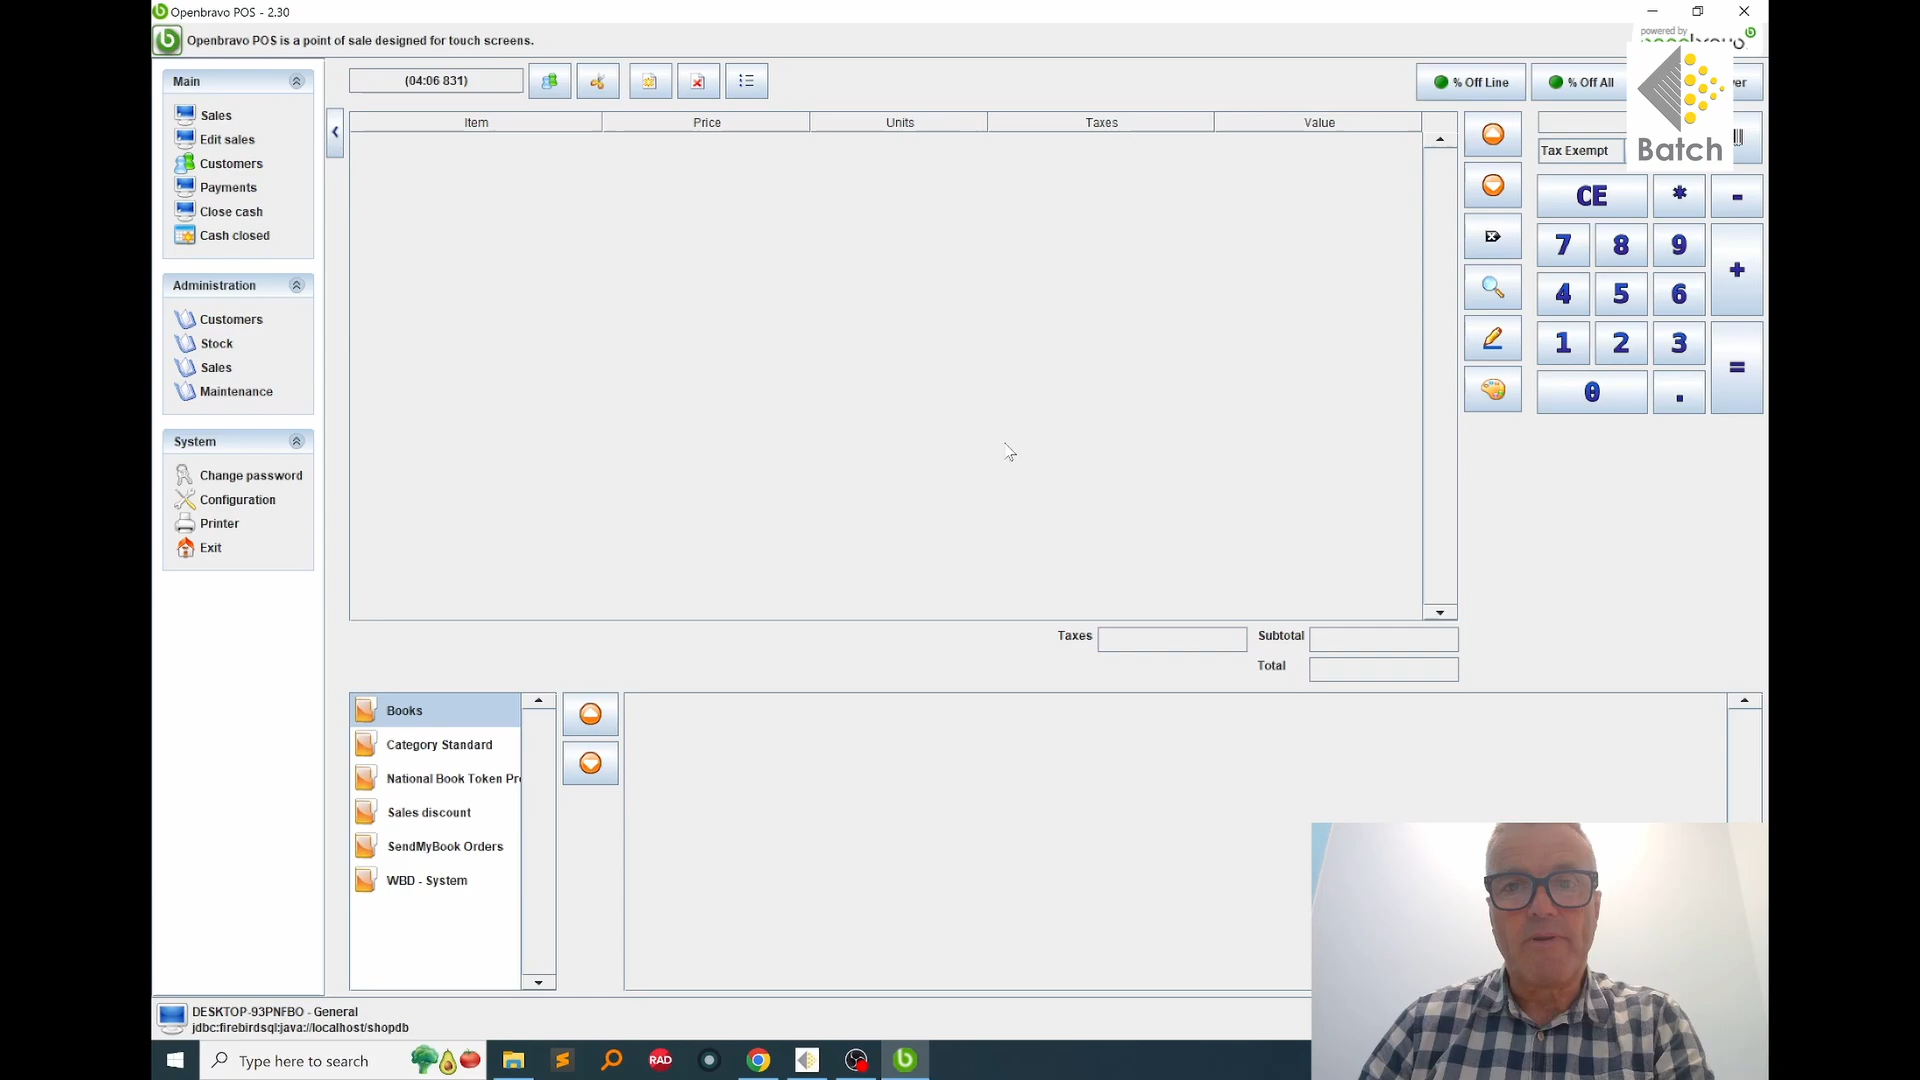 Openbravo POS - 2.30
Openbravo POS is a point of sale designed for touch screens.
powered by
Main
Sales
Edit sales
Customers
Payments
Close cash
Cash closed
Administration
Customers
Stock
Sales
Maintenance
System
Change password
Configuration
Printer
Exit
(04:06 831)
% Off Line
% Off All
Batch
Item Price Units Taxes Value
Tax Exempt
CE * -
7 8 9 +
4 5 6
1 2 3 =
0 .
Taxes Subtotal
Total
Books
Category Standard
National Book Token
Sales discount
SendMyBook Orders
WBD - System
DESKTOP-93PNFBO - General
jdbc:firebirdsql:java://localhost/shopdb
Type here to search
RAD